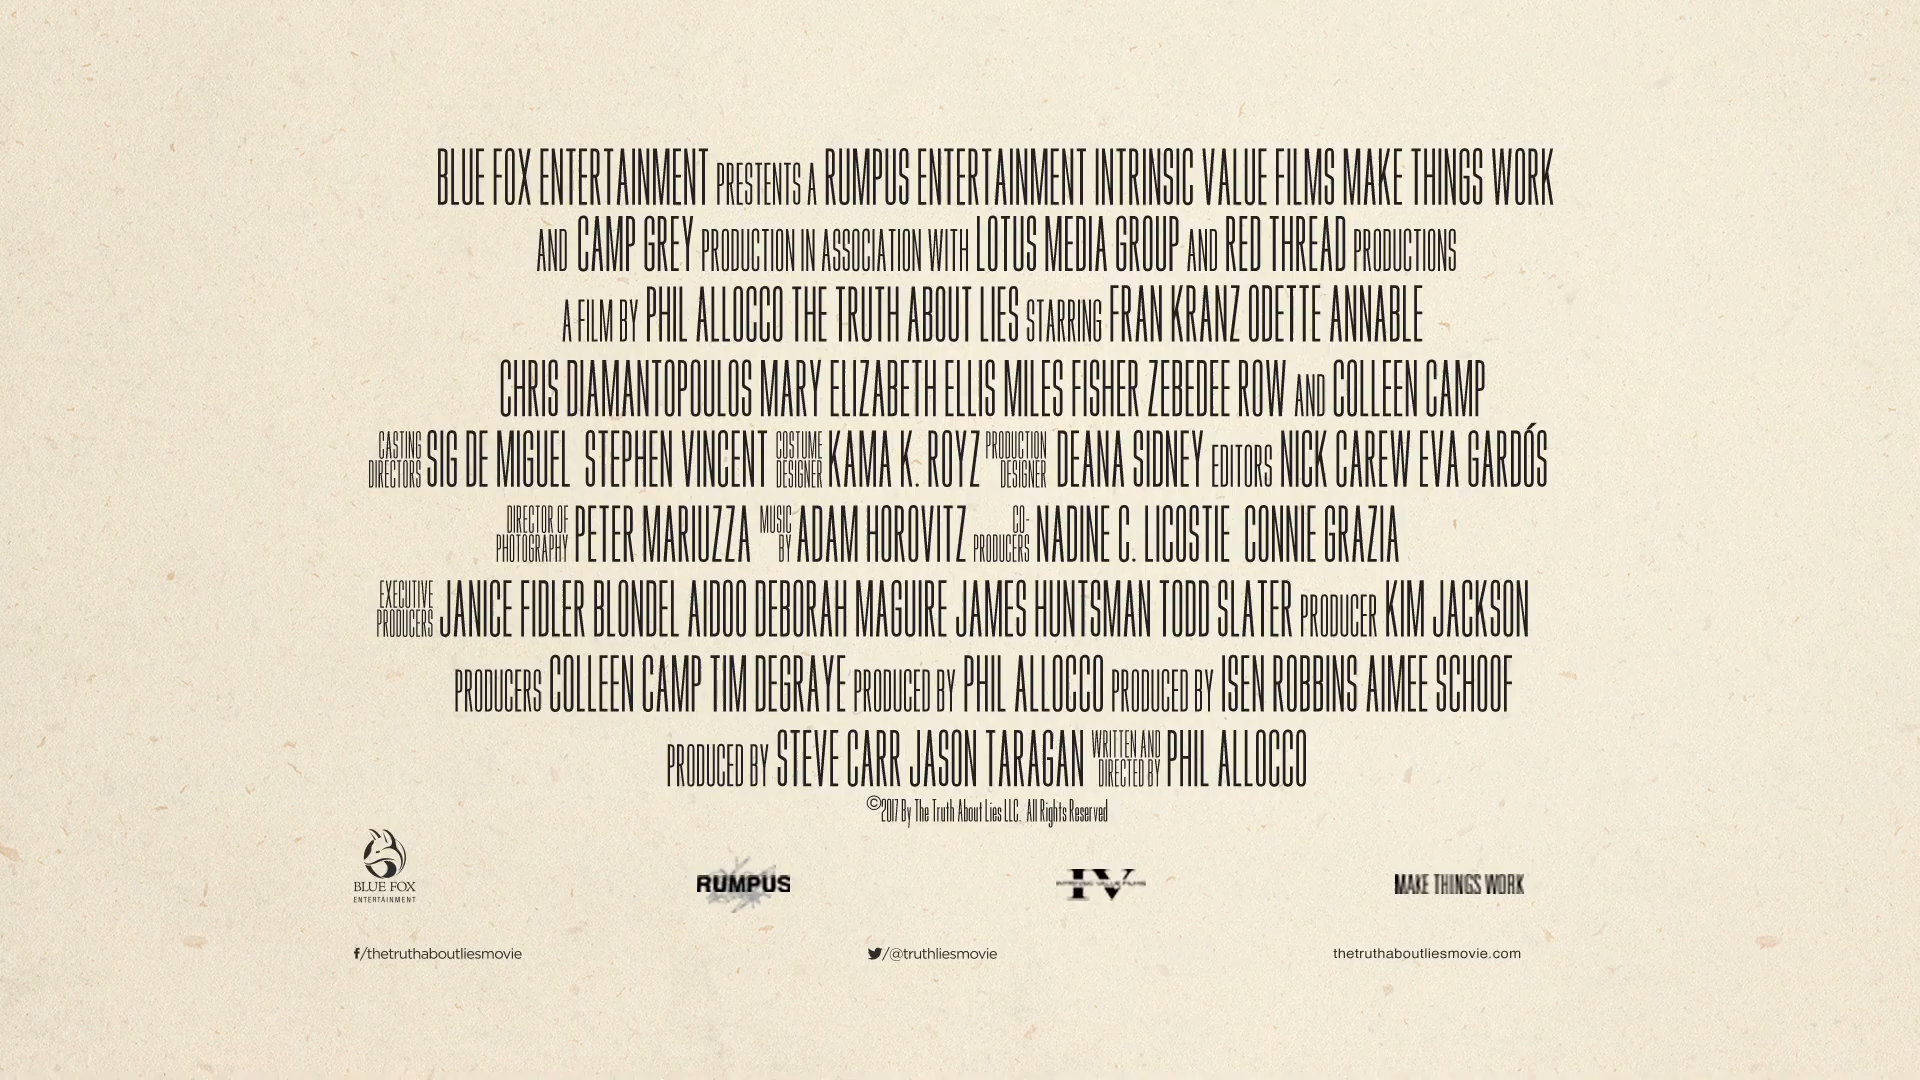 BLUE FOX ENTERTAINMENT PRESTENTS A RUMPUS ENTERTAINMENT INTRINSIC VALUE FILMS MAKE THINGS WORK
AND CAMP GREY PRODUCTION IN ASSOCIATION WITH LOTUS MEDIA GROUP AND RED THREAD PRODUCTIONS
A FILM BY PHIL ALLOCCO THE TRUTH ABOUT LIES STARRING FRAN KRANZ ODETTE ANNABLE
CHRIS DIAMANTOPOULOS MARY ELIZABETH ELLIS MILES FISHER ZEBEDEE ROW AND COLLEEN CAMP
CASTING DIRECTORS SIG DE MIGUEL STEPHEN VINCENT COSTUME DESIGNER KAMA K. ROYZ PRODUCTION DESIGNER DEANA SIDNEY EDITORS NICK CAREW EVA GARDÓS
DIRECTOR OF PHOTOGRAPHY PETER MARIUZZA MUSIC BY ADAM HOROVITZ CO-PRODUCERS NADINE C. LICOSTIE CONNIE GRAZIA
EXECUTIVE PRODUCERS JANICE FIDLER BLONDEL AIDOO DEBORAH MAGUIRE JAMES HUNTSMAN TODD SLATER PRODUCER KIM JACKSON
PRODUCERS COLLEEN CAMP TIM DEGRAYE PRODUCED BY PHIL ALLOCCO PRODUCED BY ISEN ROBBINS AIMEE SCHOOF
PRODUCED BY STEVE CARR JASON TARAGAN WRITTEN AND DIRECTED BY PHIL ALLOCCO
©2017 By The Truth About Lies LLC. All Rights Reserved
BLUE FOX
ENTERTAINMENT
RUMPUS
IV
INTRINSIC VALUE FILMS
MAKE THINGS WORK
f/thetruthaboutliesmovie
/@truthliesmovie
thetruthaboutliesmovie.com